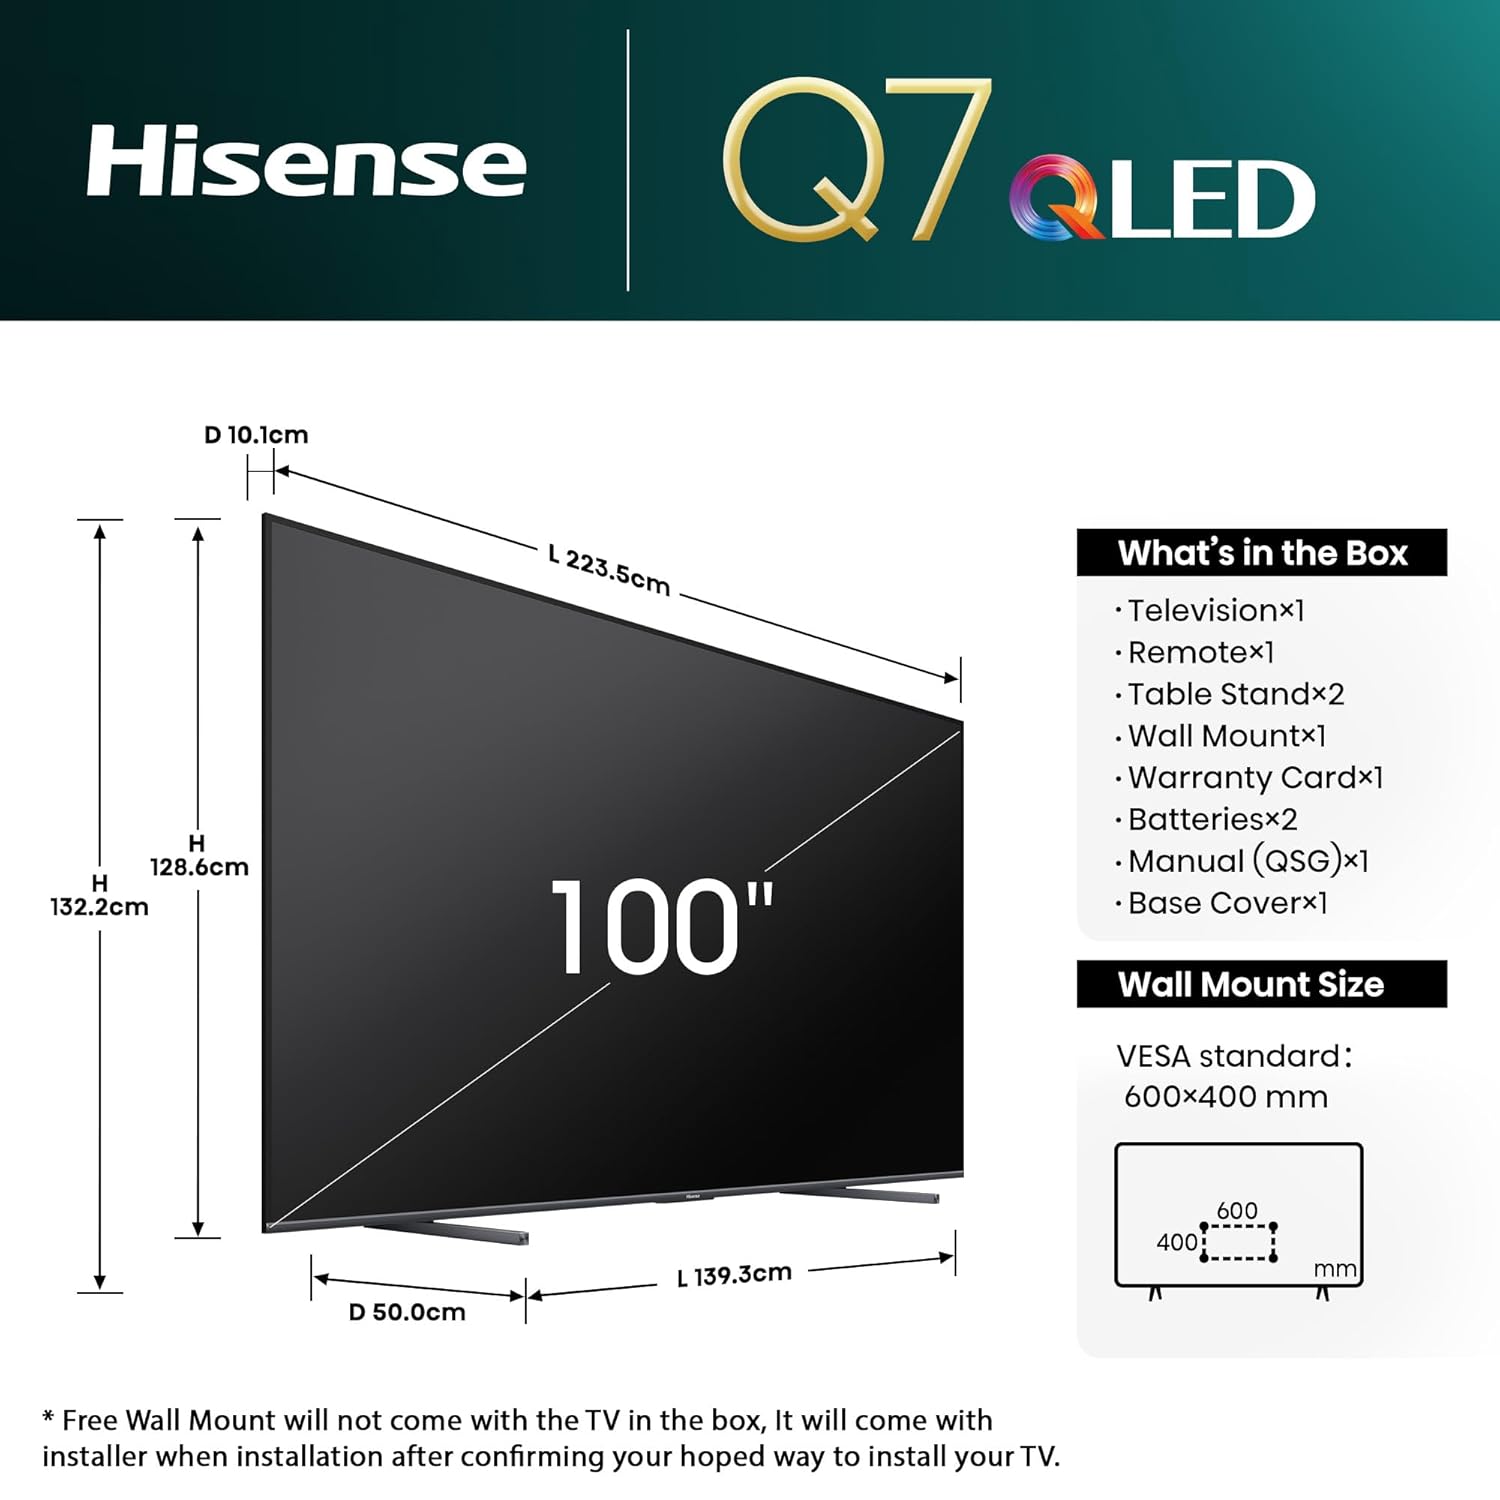 Hisense
Q7 QLED
D 10.1cm
L 223.5cm
H
128.6cm
H
132.2cm
100"
Hisense
D 50.0cm
L 139.3cm
What's in the Box
·Television×1
·Remote×1
·Table Stand×2
·Wall Mount×1
·Warranty Card×1
·Batteries×2
·Manual (QSG)×1
·Base Cover×1
Wall Mount Size
VESA standard:
600×400 mm
600
400
mm
* Free Wall Mount will not come with the TV in the box, It will come with
installer when installation after confirming your hoped way to install your TV.